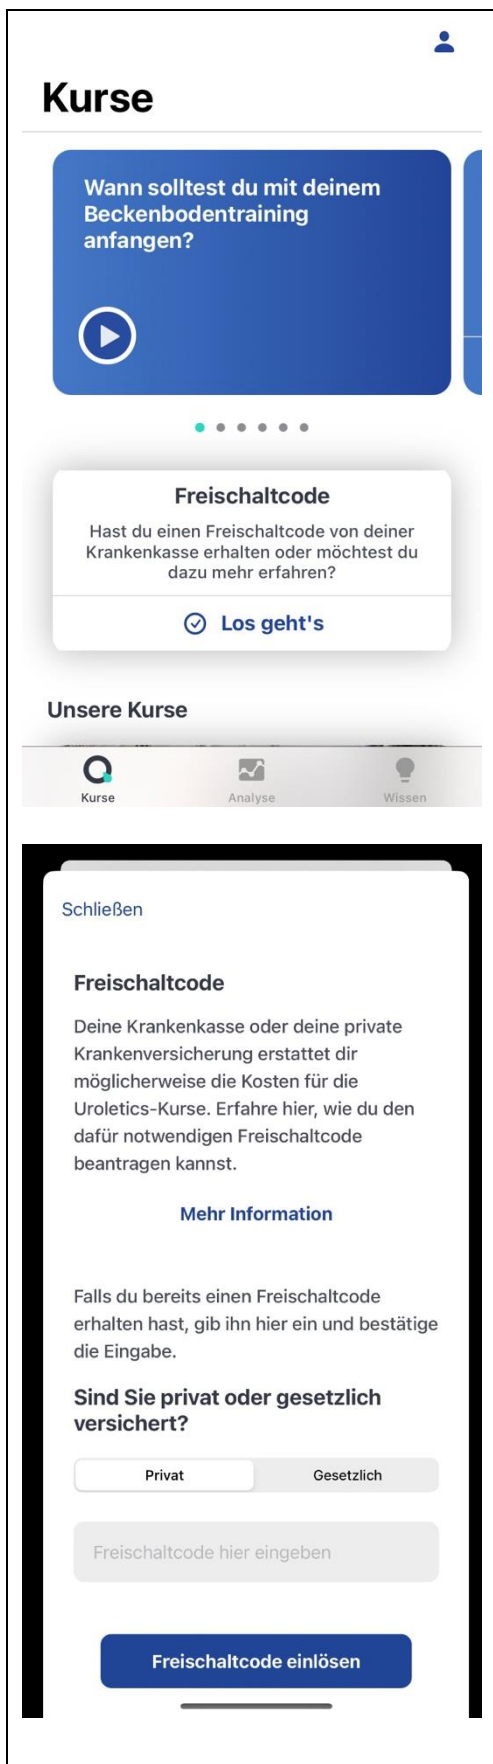 Kurse
Wann solltest du mit deinem
Beckenbodentraining
anfangen?
Freischaltcode
Hast du einen Freischaltcode von deiner
Krankenkasse erhalten oder möchtest du
dazu mehr erfahren?
Los geht's
Unsere Kurse
Kurse
Analyse
Wissen
Schließen
Freischaltcode
Deine Krankenkasse oder deine private
Krankenversicherung erstattet dir
möglicherweise die Kosten für die
Uroletics-Kurse. Erfahre hier, wie du den
dafür notwendigen Freischaltcode
beantragen kannst.
Mehr Information
Falls du bereits einen Freischaltcode
erhalten hast, gib ihn hier ein und bestätige
die Eingabe.
Sind Sie privat oder gesetzlich
versichert?
Privat
Gesetzlich
Freischaltcode hier eingeben
Freischaltcode einlösen